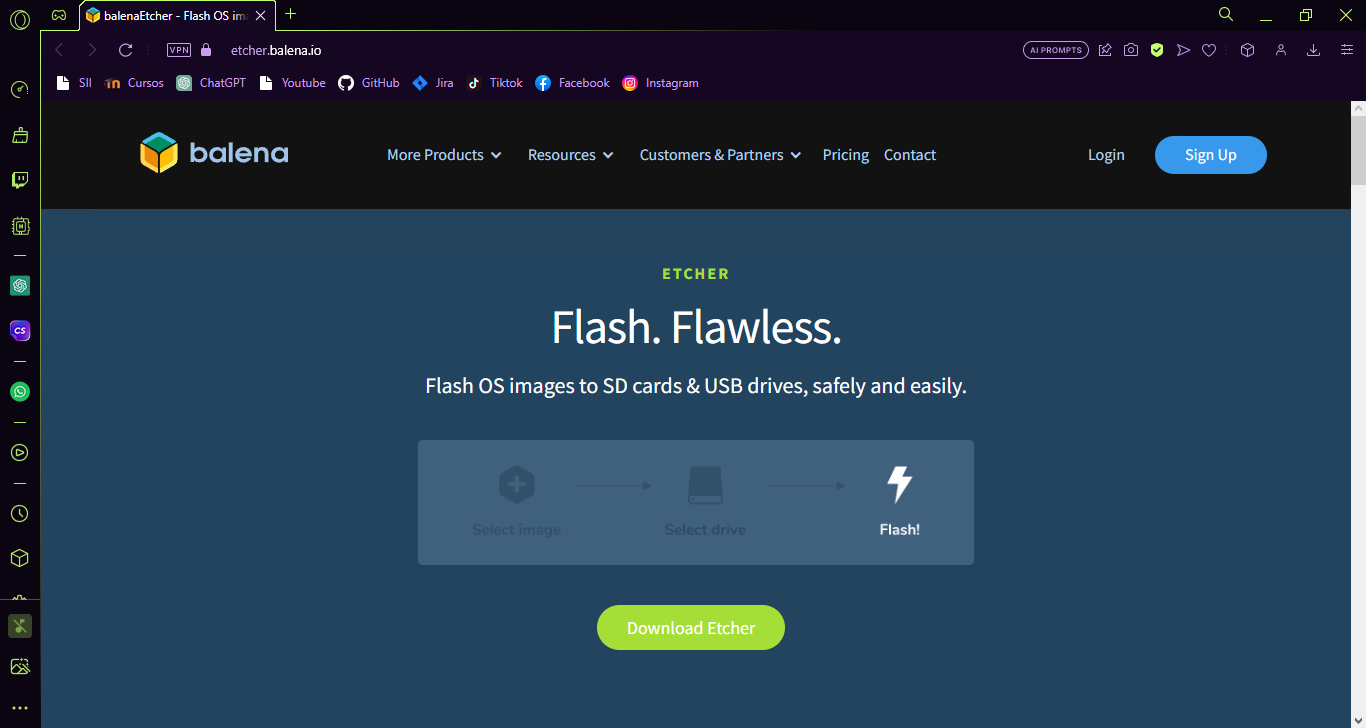 balenaEtcher - Flash OS im
VPN
etcher.balena.io
AI PROMPTS
SII
Cursos
ChatGPT
Youtube
GitHub
Jira
Tiktok
Facebook
Instagram
CS
balena
More Products
Resources
Customers & Partners
Pricing
Contact
Login
Sign Up
ETCHER
Flash. Flawless.
Flash OS images to SD cards & USB drives, safely and easily.
Select image
Select drive
Flash!
Download Etcher